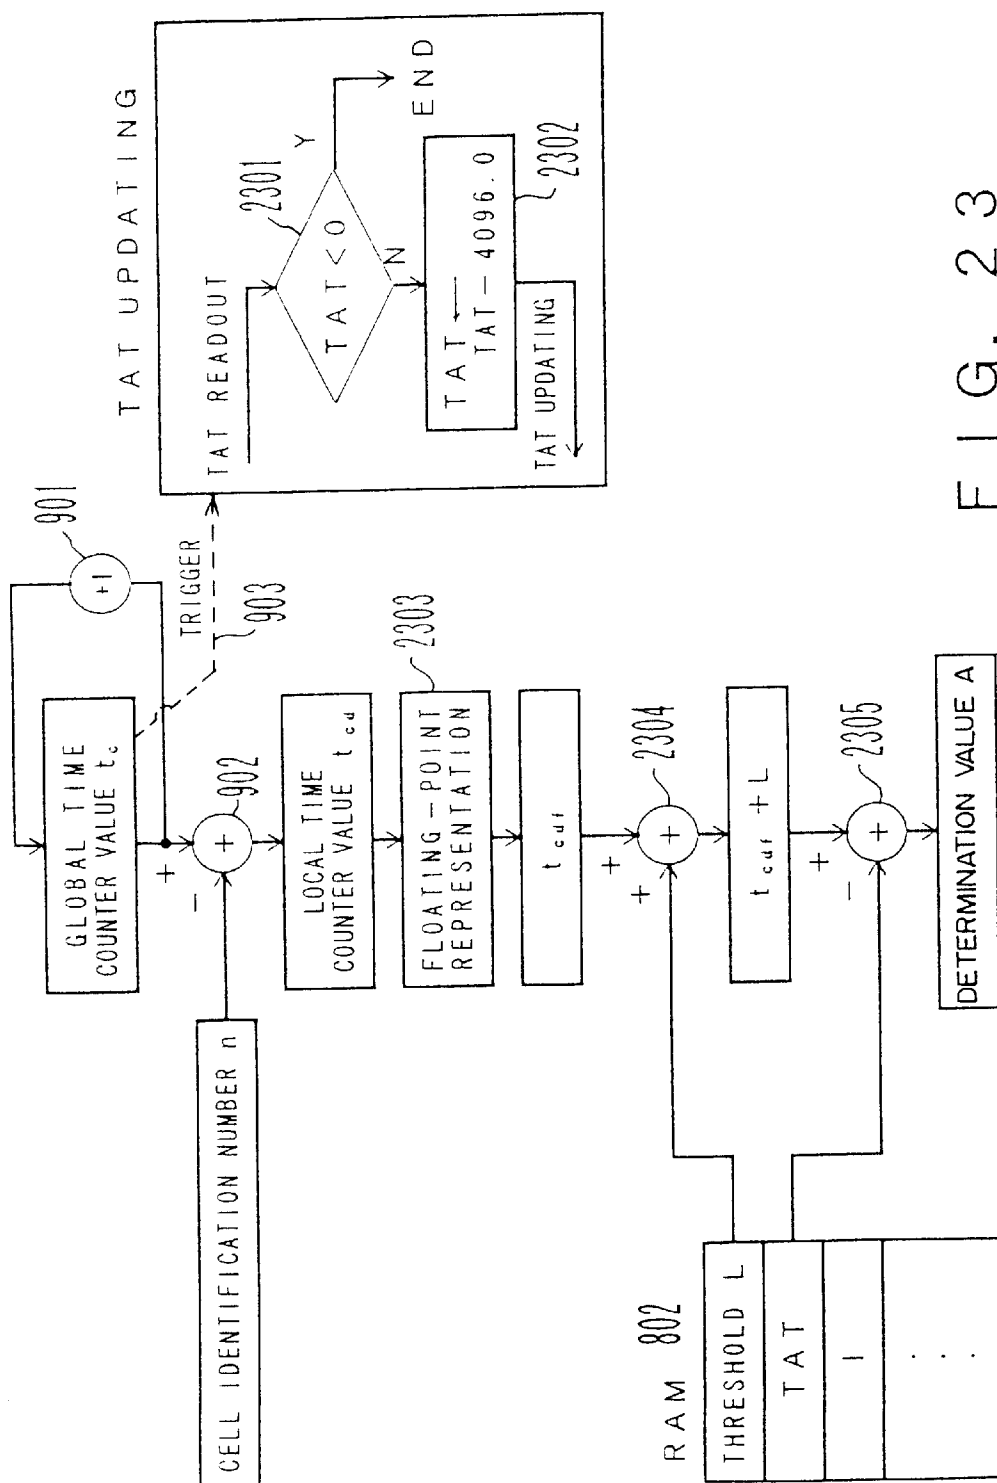 TAT UPDATING
901
+1
GLOBAL TIME
COUNTER VALUE tc
TRIGGER
903
TAT READOUT
2301
TAT<0
Y
N
END
TAT ←
TAT-4096.0
2302
TAT UPDATING
+
-
+
902
CELL IDENTIFICATION NUMBER n
LOCAL TIME
COUNTER VALUE tcd
FLOATING-POINT
REPRESENTATION
2303
tcdf
+
+
+
2304
tcdf+L
+
-
+
2305
DETERMINATION VALUE A
RAM 802
THRESHOLD L
TAT
I
. . .
FIG. 23